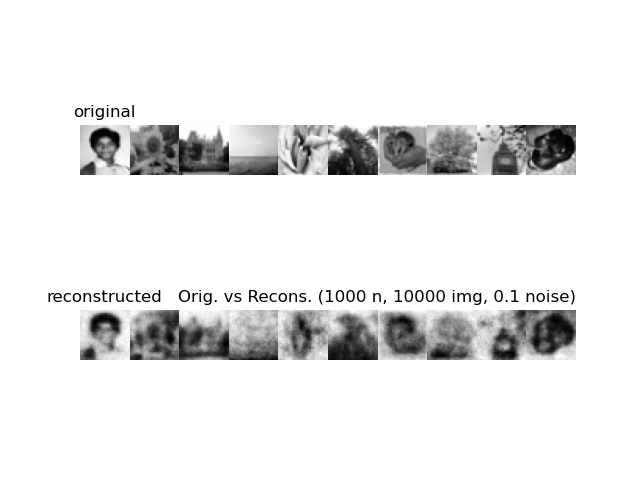 original
reconstructed Orig. vs Recons. (1000 n, 10000 img, 0.1 noise)